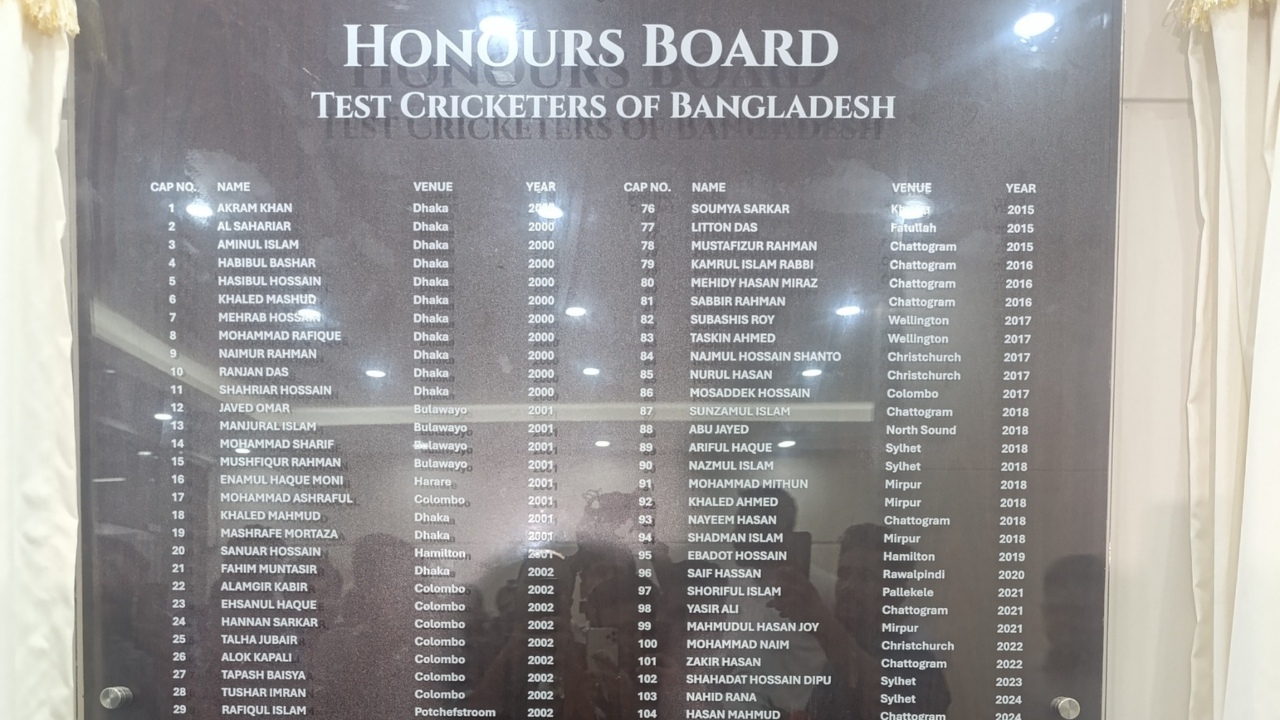 HONOURS BOARD
TEST CRICKETERS OF BANGLADESH
CAP NO. NAME VENUE YEAR
1 AKRAM KHAN Dhaka
2 AL SAHARIAR Dhaka 2000
3 AMINUL ISLAM Dhaka 2000
4 HABIBUL BASHAR Dhaka 2000
5 HASIBUL HOSSAIN Dhaka 2000
6 KHALED MASHUD Dhaka 2000
7 MEHRAB HOSSAIN Dhaka 2000
8 MOHAMMAD RAFIQUE Dhaka 2000
9 NAIMUR RAHMAN Dhaka 2000
10 RANJAN DAS Dhaka 2000
11 SHAHRIAR HOSSAIN Dhaka 2000
12 JAVED OMAR Bulawayo 2001
13 MANJURAL ISLAM Bulawayo 2001
14 MOHAMMAD SHARIF Bulawayo 2001
15 MUSHFIQUR RAHMAN Bulawayo 2001
16 ENAMUL HAQUE MONI Harare 2001
17 MOHAMMAD ASHRAFUL Colombo 2001
18 KHALED MAHMUD Dhaka 2001
19 MASHRAFE MORTAZA Dhaka 2001
20 SANUAR HOSSAIN Hamilton 2001
21 FAHIM MUNTASIR Dhaka 2002
22 ALAMGIR KABIR Colombo 2002
23 EHSANUL HAQUE Colombo 2002
24 HANNAN SARKAR Colombo 2002
25 TALHA JUBAIR Colombo 2002
26 ALOK KAPALI Colombo 2002
27 TAPASH BAISYA Colombo 2002
28 TUSHAR IMRAN Colombo 2002
29 RAFIQUL ISLAM Potchefstroom 2002
CAP NO. NAME VENUE YEAR
76 SOUMYA SARKAR 2015
77 LITTON DAS Fatullah 2015
78 MUSTAFIZUR RAHMAN Chattogram 2015
79 KAMRUL ISLAM RABBI Chattogram 2016
80 MEHIDY HASAN MIRAZ Chattogram 2016
81 SABBIR RAHMAN Chattogram 2016
82 SUBASHIS ROY Wellington 2017
83 TASKIN AHMED Wellington 2017
84 NAJMUL HOSSAIN SHANTO Christchurch 2017
85 NURUL HASAN Christchurch 2017
86 MOSADDEK HOSSAIN Colombo 2017
87 SUNZAMUL ISLAM Chattogram 2018
88 ABU JAYED North Sound 2018
89 ARIFUL HAQUE Sylhet 2018
90 NAZMUL ISLAM Sylhet 2018
91 MOHAMMAD MITHUN Mirpur 2018
92 KHALED AHMED Mirpur 2018
93 NAYEEM HASAN Chattogram 2018
94 SHADMAN ISLAM Mirpur 2018
95 EBADOT HOSSAIN Hamilton 2019
96 SAIF HASSAN Rawalpindi 2020
97 SHORIFUL ISLAM Pallekele 2021
98 YASIR ALI Chattogram 2021
99 MAHMUDUL HASAN JOY Mirpur 2021
100 MOHAMMAD NAIM Christchurch 2022
101 ZAKIR HASAN Chattogram 2022
102 SHAHADAT HOSSAIN DIPU Sylhet 2023
103 NAHID RANA Sylhet 2024
104 HASAN MAHMUD Chattogram 2024